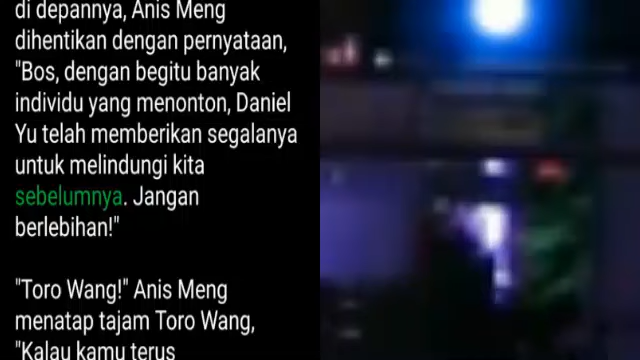 di depannya, Anis Meng
dihentikan dengan pernyataan,
"Bos, dengan begitu banyak
individu yang menonton, Daniel
Yu telah memberikan segalanya
untuk melindungi kita
sebelumnya. Jangan
berlebihan!"
"Toro Wang!" Anis Meng
menatap tajam Toro Wang,
"Kalau kamu terus